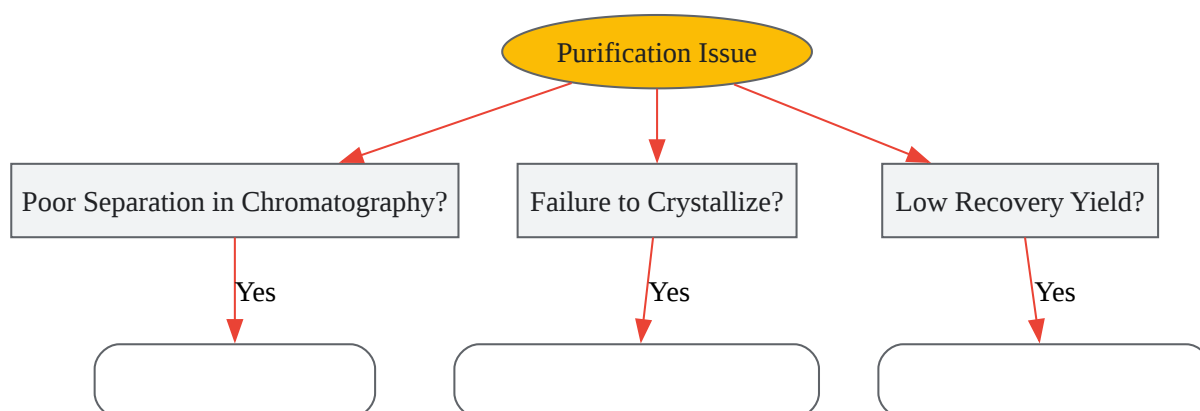 Purification Issue
Poor Separation in Chromatography?
Failure to Crystallize?
Low Recovery Yield?
Yes
Yes
Yes